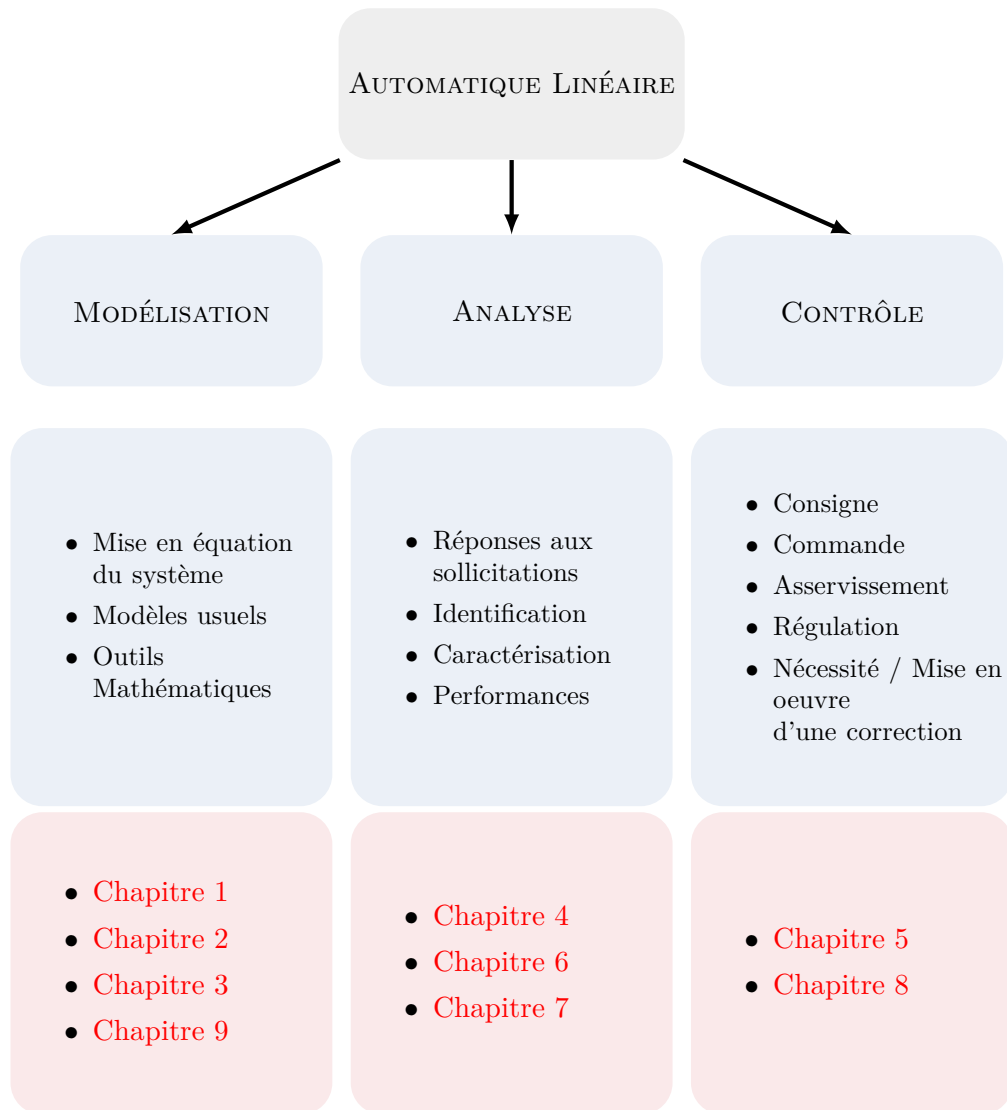 Automatique Linéaire
Modélisation
Analyse
Contrôle
• Mise en équation
du système
• Modèles usuels
• Outils
Mathématiques
• Réponses aux
sollicitations
• Identification
• Caractérisation
• Performances
• Consigne
• Commande
• Asservissement
• Régulation
• Nécessité / Mise en
oeuvre
d'une correction
• Chapitre 1
• Chapitre 2
• Chapitre 3
• Chapitre 9
• Chapitre 4
• Chapitre 6
• Chapitre 7
• Chapitre 5
• Chapitre 8